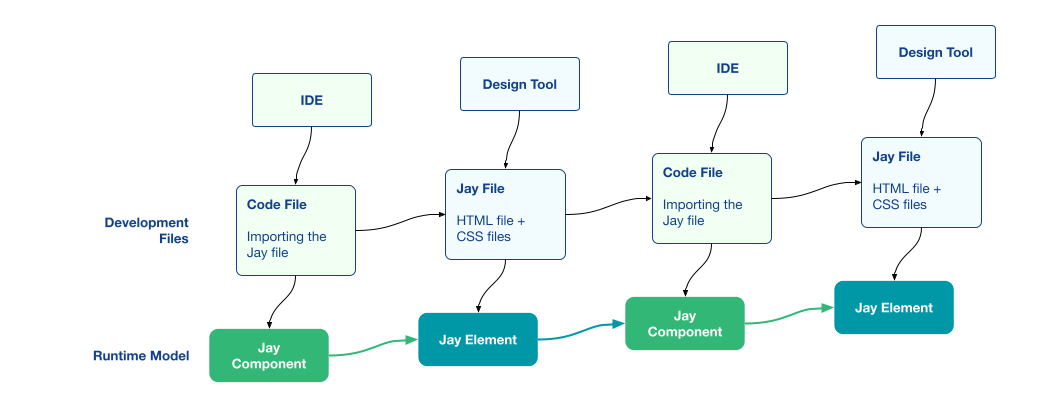 IDE
Design Tool
IDE
Design Tool
Development
Files
Code File
Importing the
Jay file
Jay File
HTML file +
CSS files
Code File
Importing the
Jay file
Jay File
HTML file +
CSS files
Runtime Model
Jay
Component
Jay Element
Jay
Component
Jay Element